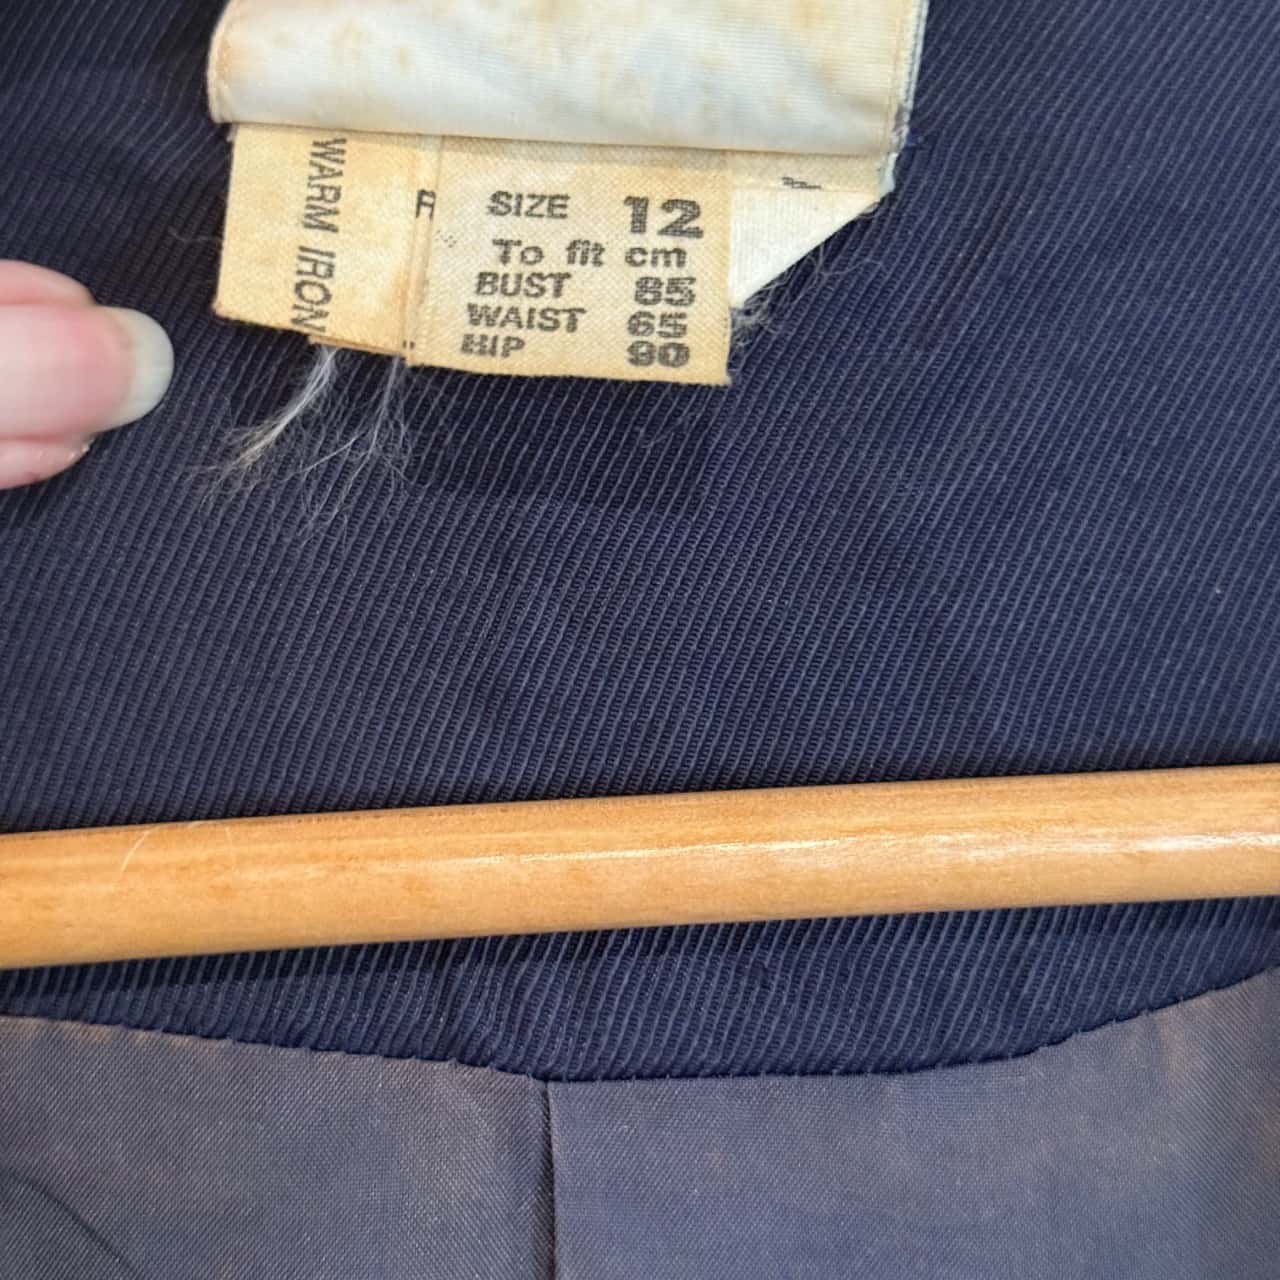 WARM IRON
R
SIZE 12
To fit cm
BUST 85
WAIST 65
HIP 90